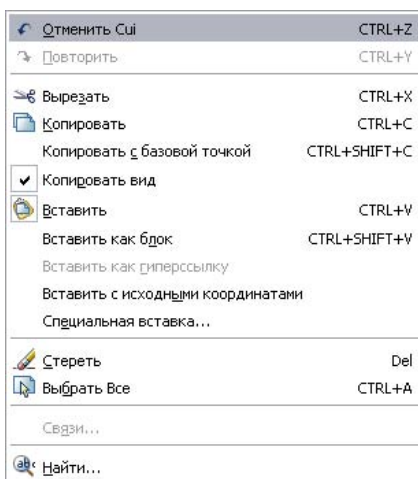 Отменить Cui CTRL+Z
Повторить CTRL+Y
Вырезать CTRL+X
Копировать CTRL+C
Копировать с базовой точкой CTRL+SHIFT+C
Копировать вид
Вставить CTRL+V
Вставить как блок CTRL+SHIFT+V
Вставить как гиперссылку
Вставить с исходными координатами
Специальная вставка...
Стереть Del
Выбрать Все CTRL+A
Связи...
Найти...